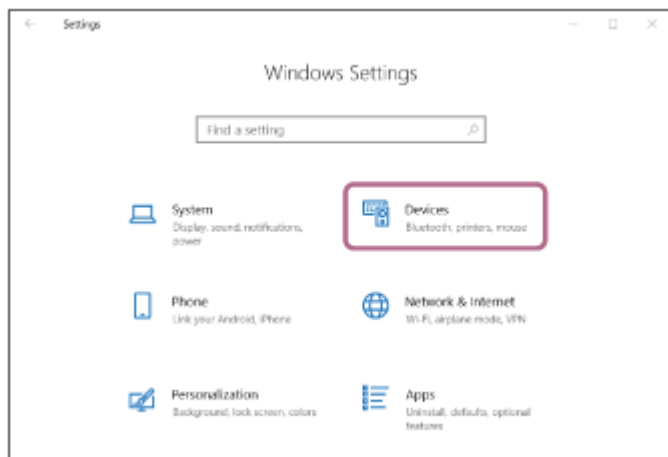 Settings
Windows Settings
Find a setting
System
Display, sound, notifications,
power
Devices
Bluetooth, printers, mouse
Phone
Link your Android, iPhone
Network & Internet
Wi-Fi, airplane mode, VPN
Personalization
Background, lock screen, colors
Apps
Uninstall, defaults, optional
features